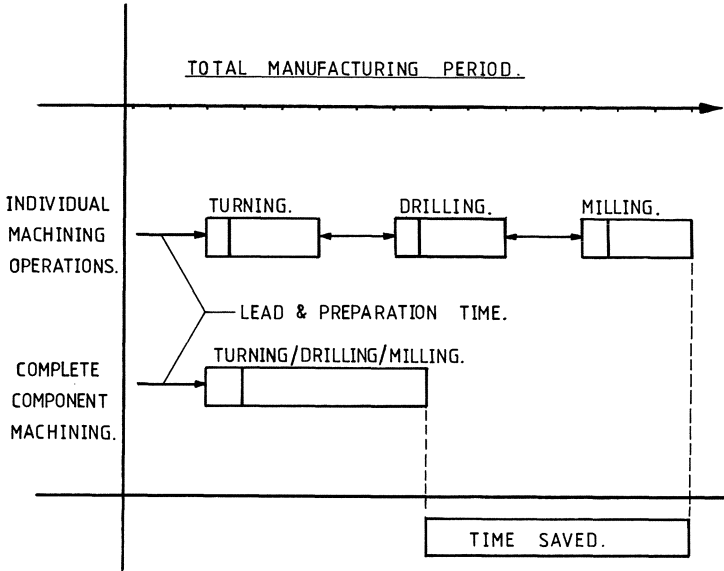 TOTAL MANUFACTURING PERIOD.
INDIVIDUAL
MACHINING
OPERATIONS.
TURNING.
DRILLING.
MILLING.
LEAD & PREPARATION TIME.
COMPLETE
COMPONENT
MACHINING.
TURNING/DRILLING/MILLING.
TIME SAVED.